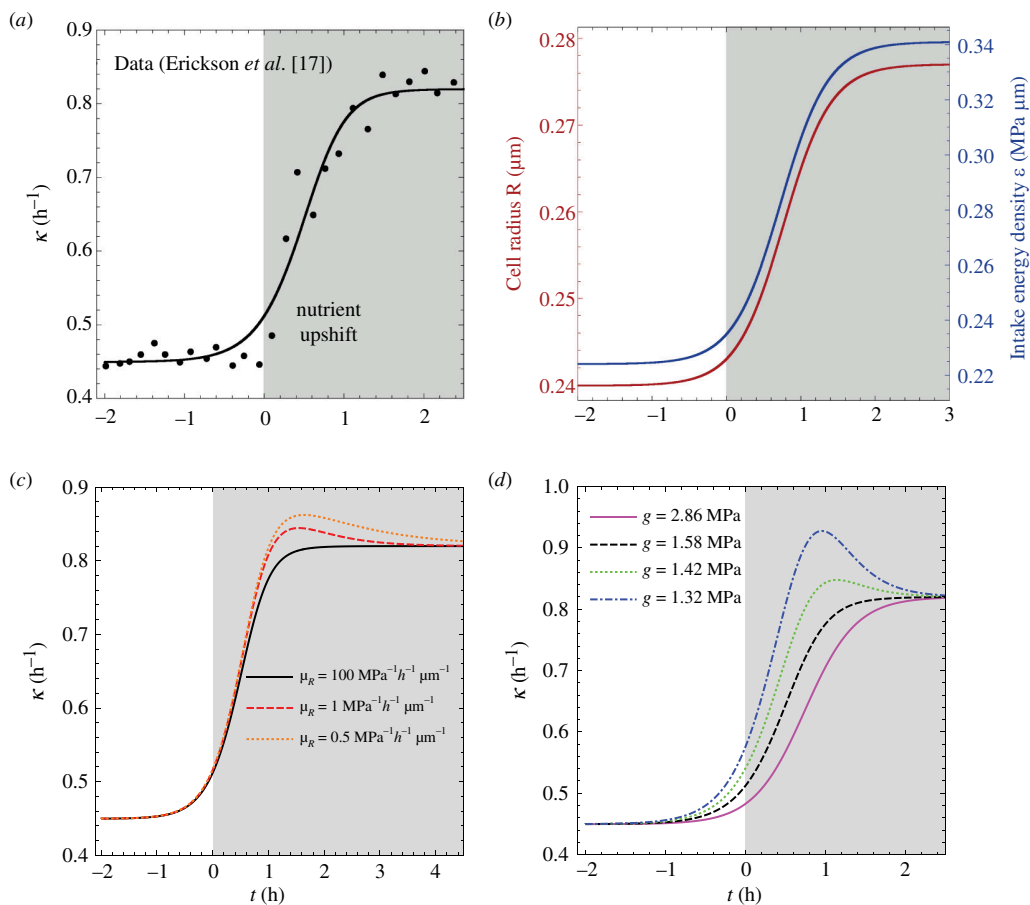 (a)
0.9
0.8
0.7
0.6
0.5
0.4
κ (h⁻¹)
Data (Erickson et al. [17])
nutrient
upshift
−2
−1
0
1
2
(b)
0.28
0.27
0.26
0.25
0.24
Cell radius R (μm)
0.34
0.32
0.30
0.28
0.26
0.24
0.22
Intake energy density ε (MPa μm)
−2
−1
0
1
2
3
(c)
0.9
0.8
0.7
0.6
0.5
0.4
κ (h⁻¹)
μ_R = 100 MPa⁻¹h⁻¹ μm⁻¹
μ_R = 1 MPa⁻¹h⁻¹ μm⁻¹
μ_R = 0.5 MPa⁻¹h⁻¹ μm⁻¹
−2
−1
0
1
2
3
4
t (h)
(d)
1.0
0.9
0.8
0.7
0.6
0.5
0.4
κ (h⁻¹)
g = 2.86 MPa
g = 1.58 MPa
g = 1.42 MPa
g = 1.32 MPa
−2
−1
0
1
2
t (h)